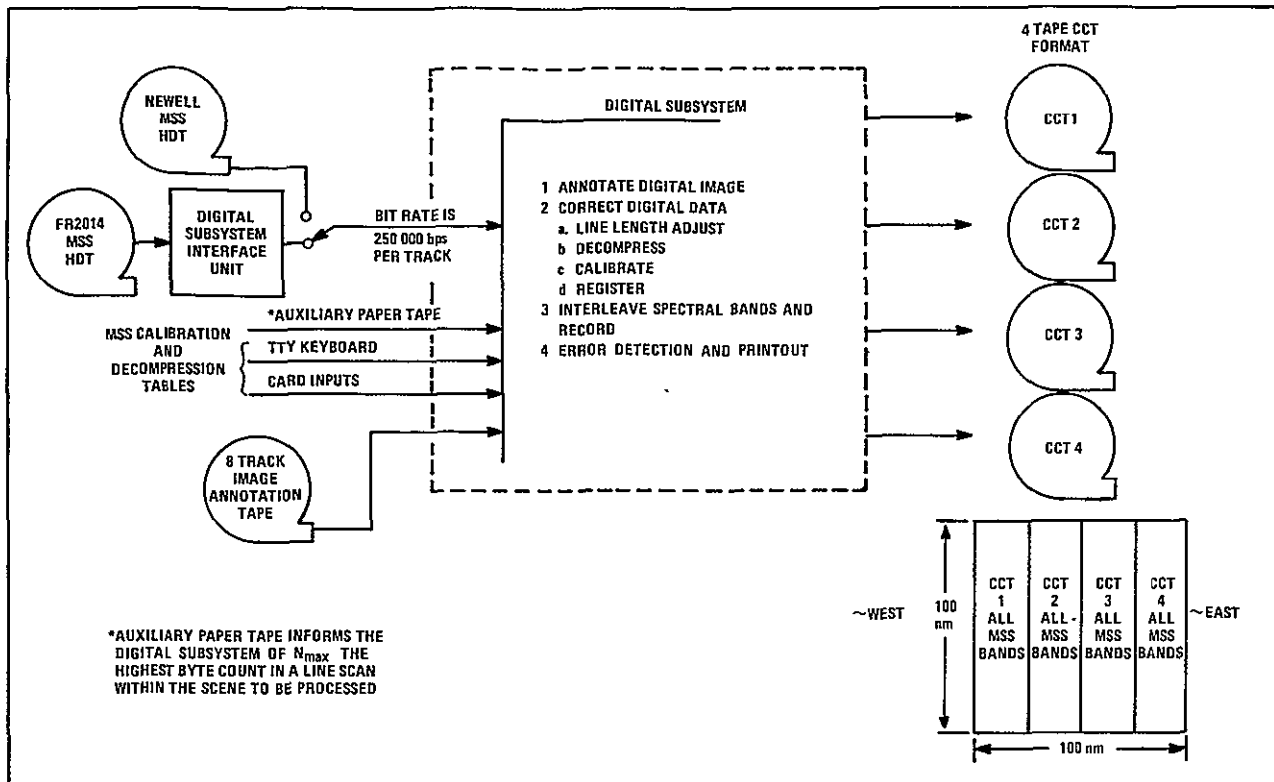 4 TAPE CCT
FORMAT
NEWELL
MSS
HDT
FR2014
MSS
HDT
DIGITAL
SUBSYSTEM
INTERFACE
UNIT
BIT RATE IS
250 000 bps
PER TRACK
*AUXILIARY PAPER TAPE
MSS CALIBRATION
AND
DECOMPRESSION
TABLES
TTY KEYBOARD
CARD INPUTS
8 TRACK
IMAGE
ANNOTATION
TAPE
DIGITAL SUBSYSTEM
1 ANNOTATE DIGITAL IMAGE
2 CORRECT DIGITAL DATA
a. LINE LENGTH ADJUST
b DECOMPRESS
c CALIBRATE
d REGISTER
3 INTERLEAVE SPECTRAL BANDS AND
RECORD
4 ERROR DETECTION AND PRINTOUT
CCT 1
CCT 2
CCT 3
CCT 4
~WEST
100
nm
CCT
1
ALL
MSS
BANDS
CCT
2
ALL -
MSS
BANDS
CCT
3
ALL
MSS
BANDS
CCT
4
ALL
MSS
BANDS
~EAST
100 nm
*AUXILIARY PAPER TAPE INFORMS THE
DIGITAL SUBSYSTEM OF Nmax THE
HIGHEST BYTE COUNT IN A LINE SCAN
WITHIN THE SCENE TO BE PROCESSED